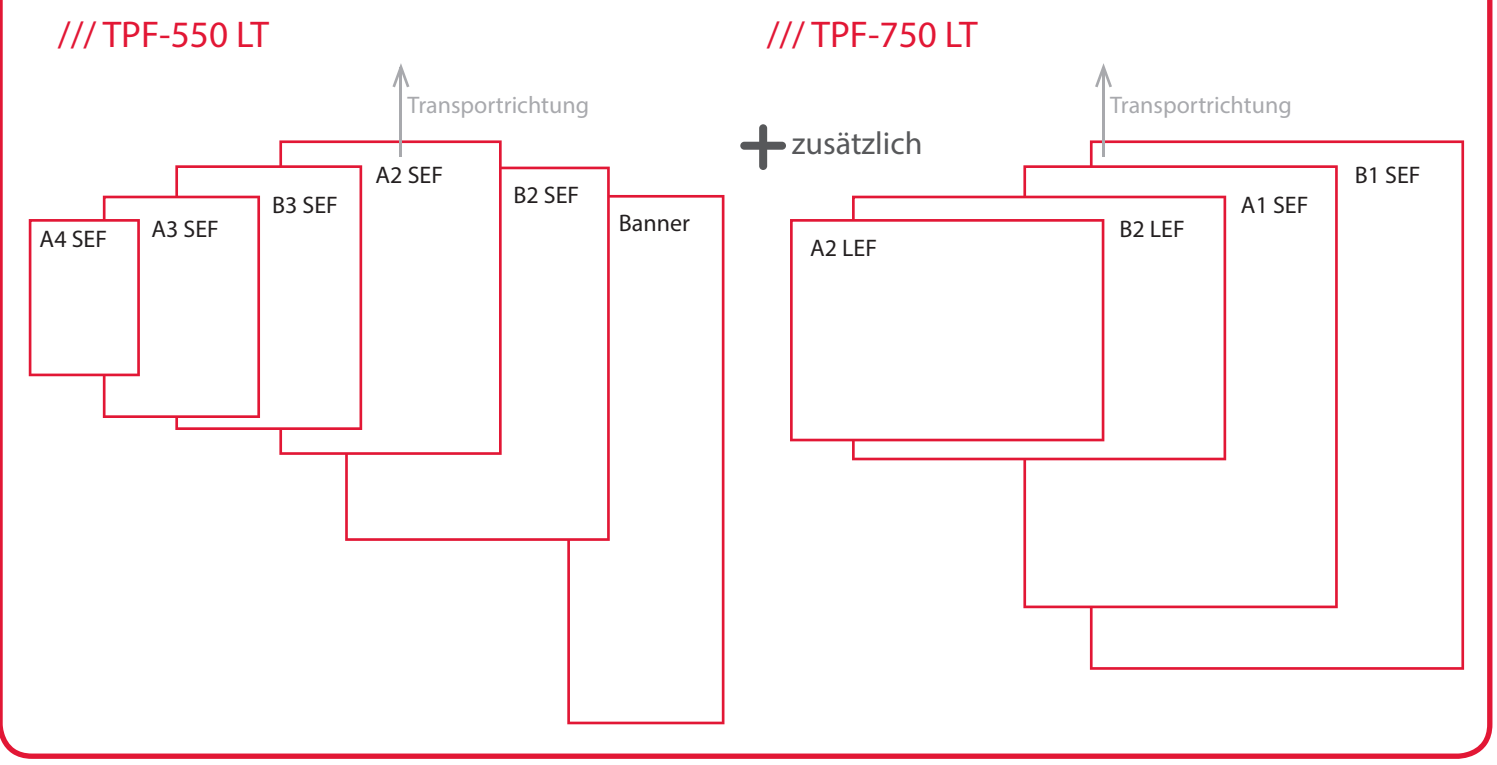 /// TPF-550 LT
Transportrichtung
A4 SEF
A3 SEF
B3 SEF
A2 SEF
B2 SEF
Banner
/// TPF-750 LT
Transportrichtung
+ zusätzlich
A2 LEF
B2 LEF
A1 SEF
B1 SEF